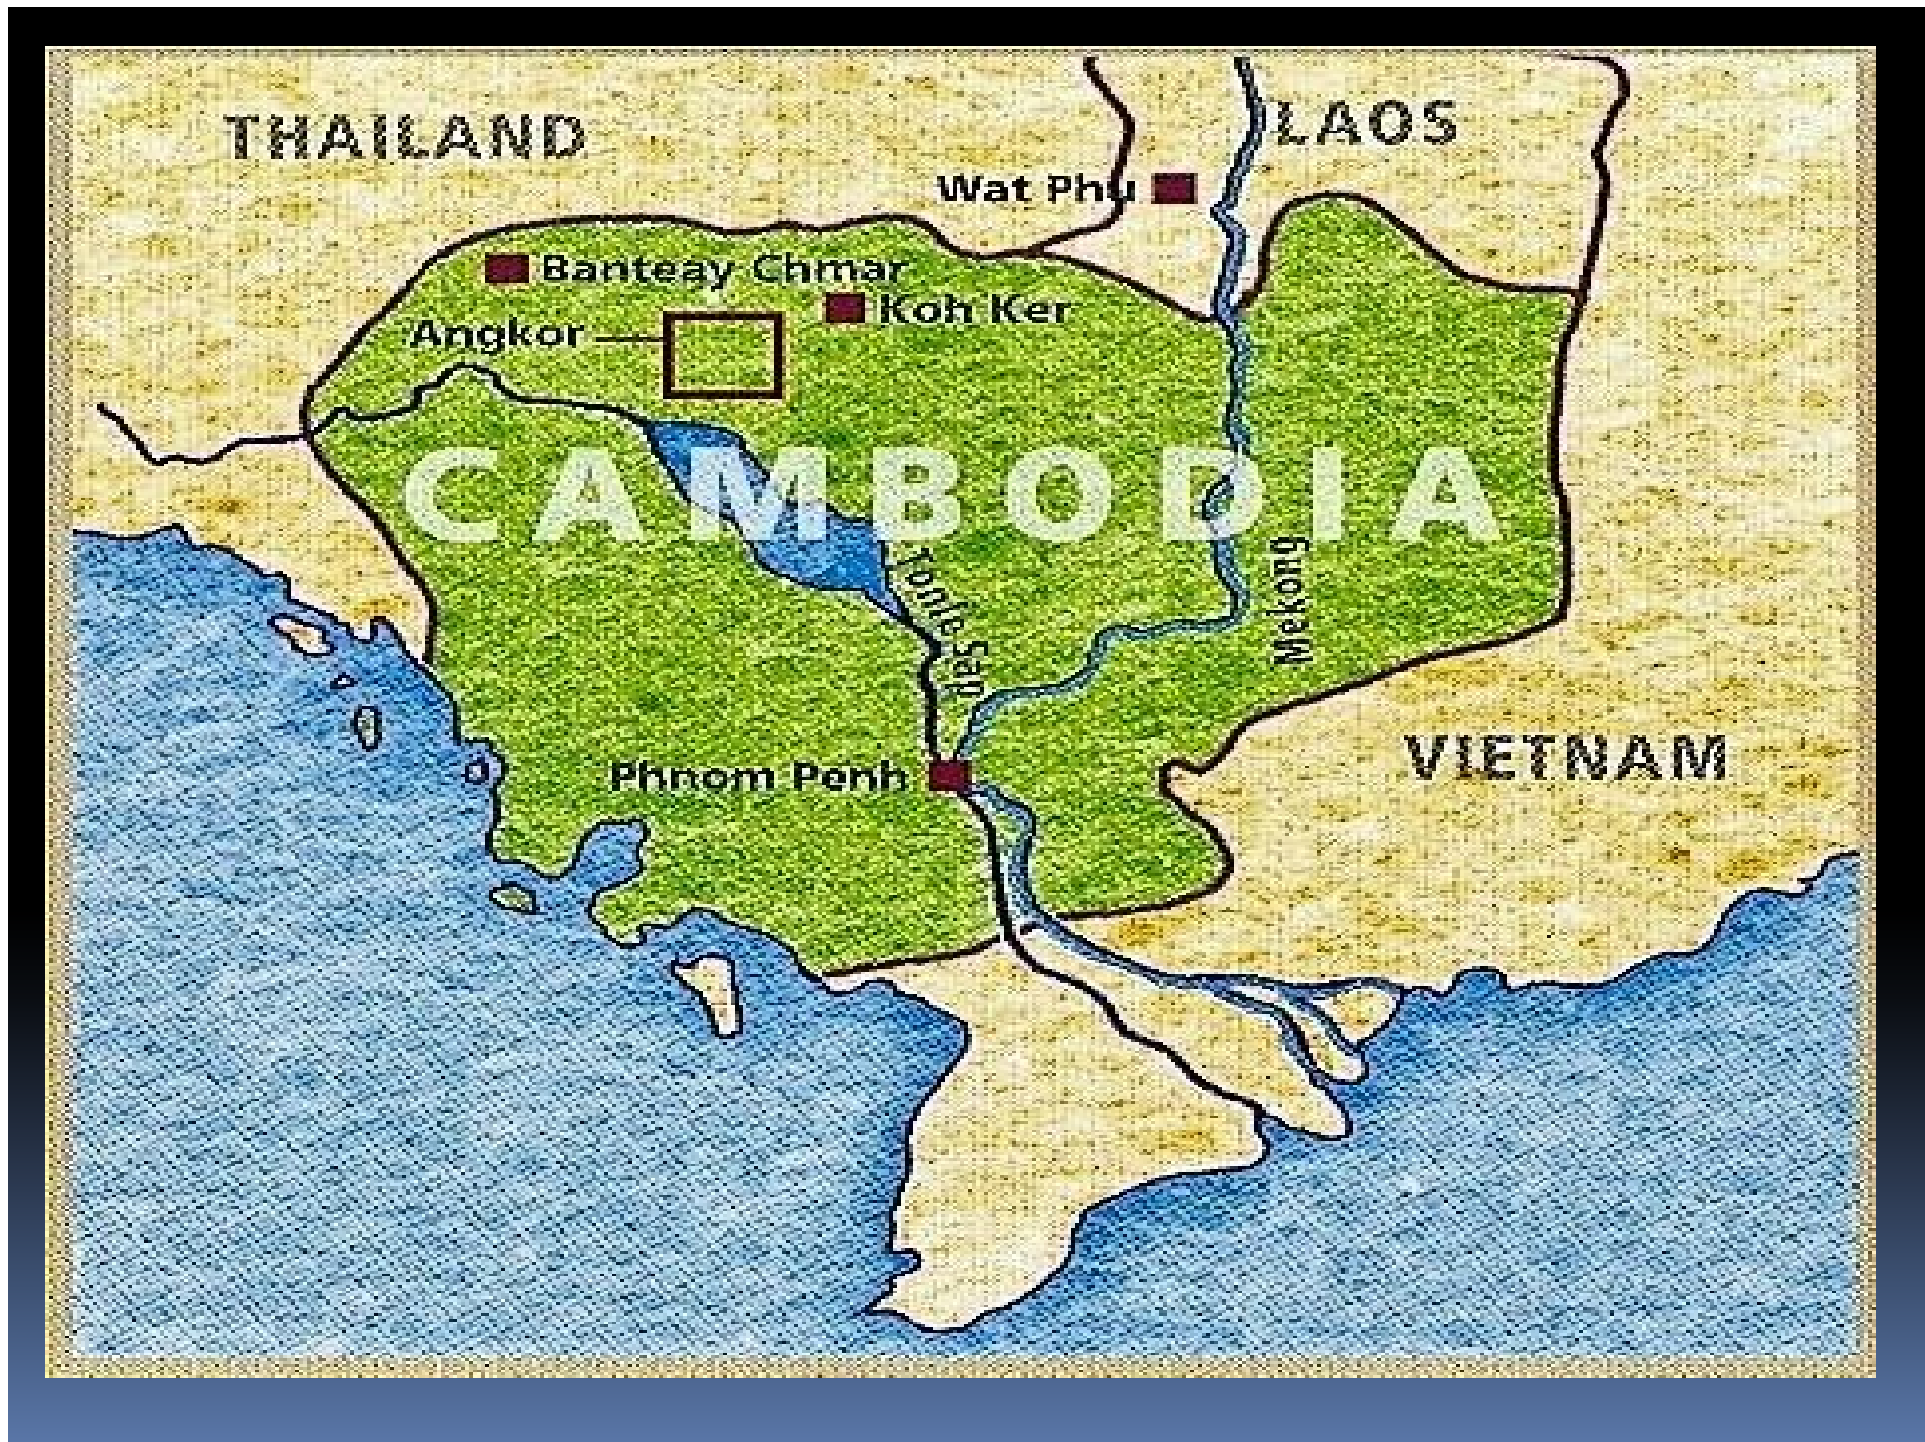 THAILAND
LAOS
Wat Phu
Banteay Chmar
Koh Ker
Angkor
CAMBODIA
Tonle Sap
Mekong
VIETNAM
Phnom Penh